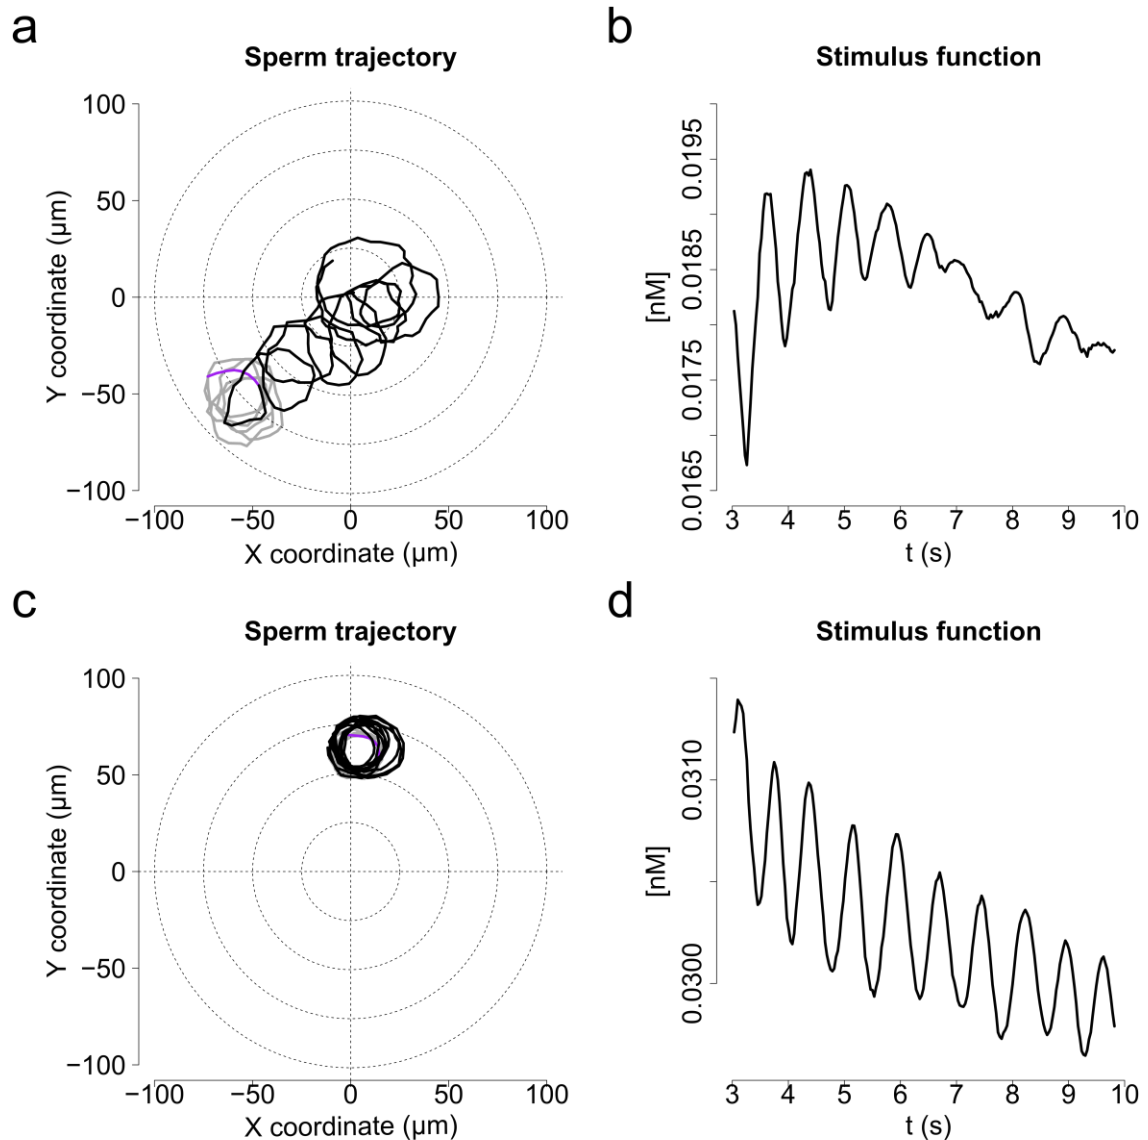 a
Sperm trajectory
Y coordinate (µm)
100
50
0
−50
−100
−100 −50 0 50 100
X coordinate (µm)
b
Stimulus function
[nM]
0.0195
0.0185
0.0175
0.0165
3 4 5 6 7 8 9 10
t (s)
c
Sperm trajectory
Y coordinate (µm)
100
50
0
−50
−100
−100 −50 0 50 100
X coordinate (µm)
d
Stimulus function
[nM]
0.0310
0.0300
3 4 5 6 7 8 9 10
t (s)